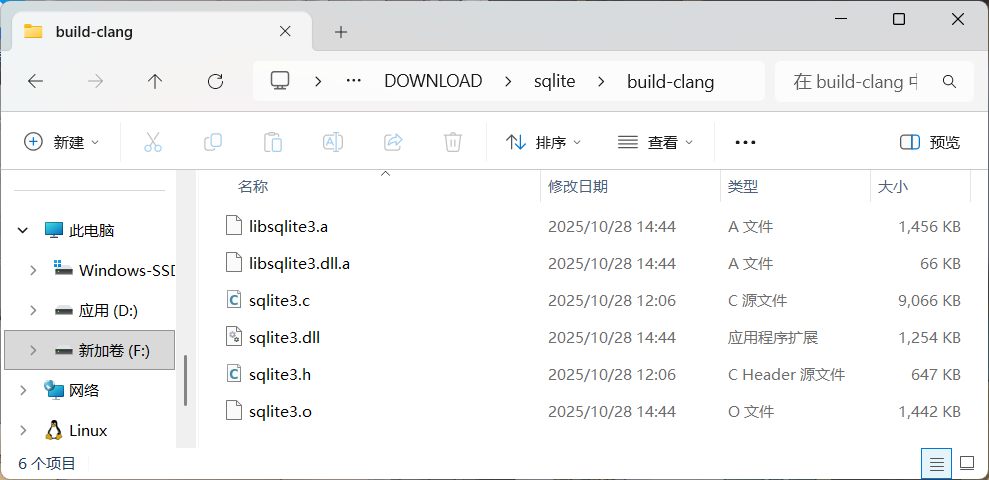 build-clang
DOWNLOAD sqlite build-clang 在 build-clang 中
新建 排序 查看 预览
名称 修改日期 类型 大小
libsqlite3.a 2025/10/28 14:44 A 文件 1,456 KB
libsqlite3.dll.a 2025/10/28 14:44 A 文件 66 KB
sqlite3.c 2025/10/28 12:06 C 源文件 9,066 KB
sqlite3.dll 2025/10/28 14:44 应用程序扩展 1,254 KB
sqlite3.h 2025/10/28 12:06 C Header 源文件 647 KB
sqlite3.o 2025/10/28 14:44 O 文件 1,442 KB
此电脑
Windows-SSD
应用 (D:)
新加卷 (F:)
网络
Linux
6 个项目